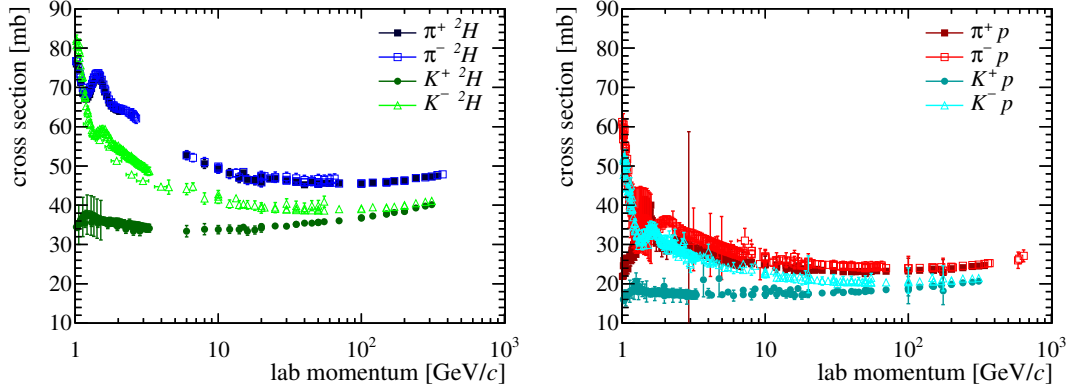 90
80
70
60
50
40
30
20
10
cross section [mb]
π⁺ ²H
π⁻ ²H
K⁺ ²H
K⁻ ²H
1 10 10² 10³
lab momentum [GeV/c]
90
80
70
60
50
40
30
20
10
cross section [mb]
π⁺ p
π⁻ p
K⁺ p
K⁻ p
1 10 10² 10³
lab momentum [GeV/c]